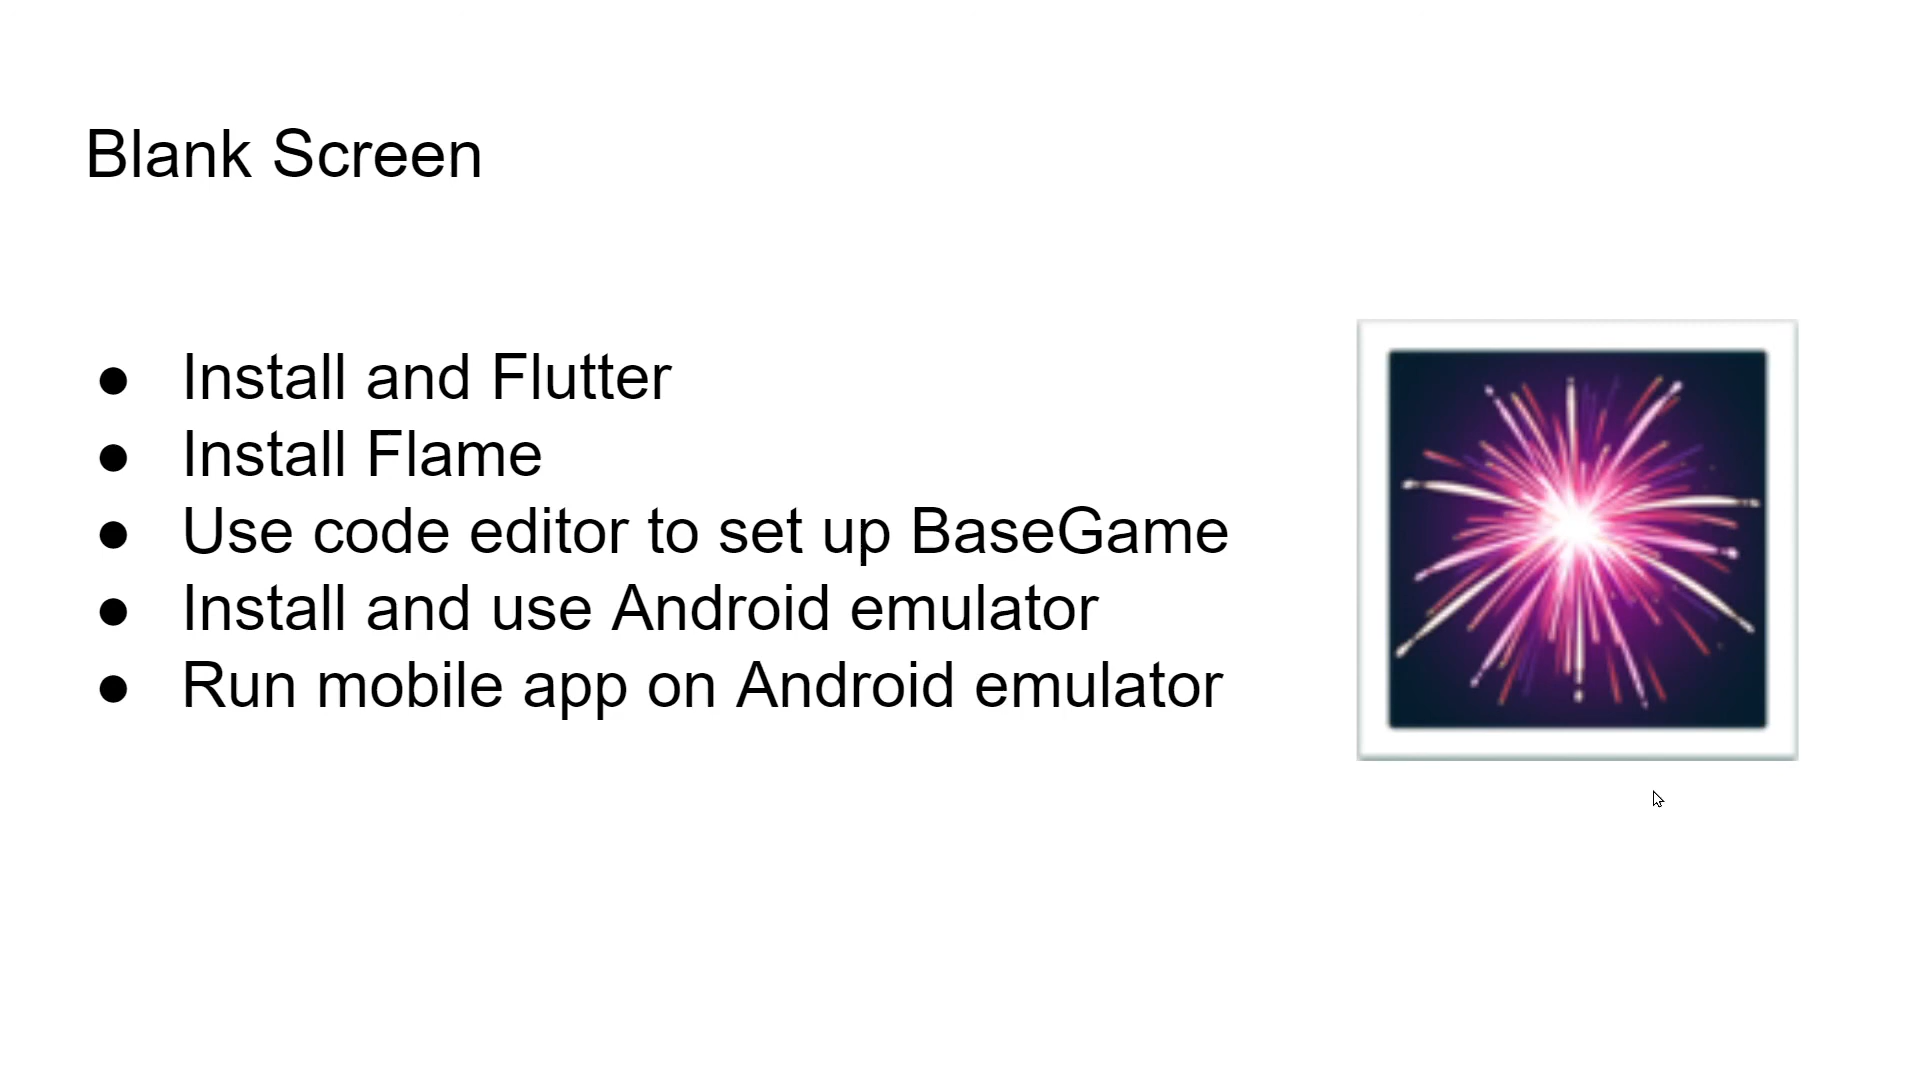 Blank Screen
● Install and Flutter
● Install Flame
● Use code editor to set up BaseGame
● Install and use Android emulator
● Run mobile app on Android emulator